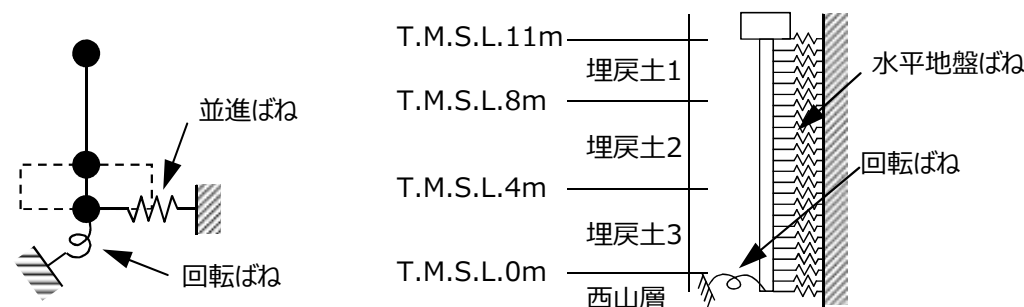 並進ばね
回転ばね
T.M.S.L.11m
埋戻土1
T.M.S.L.8m
埋戻土2
T.M.S.L.4m
埋戻土3
T.M.S.L.0m
西山層
水平地盤ばね
回転ばね